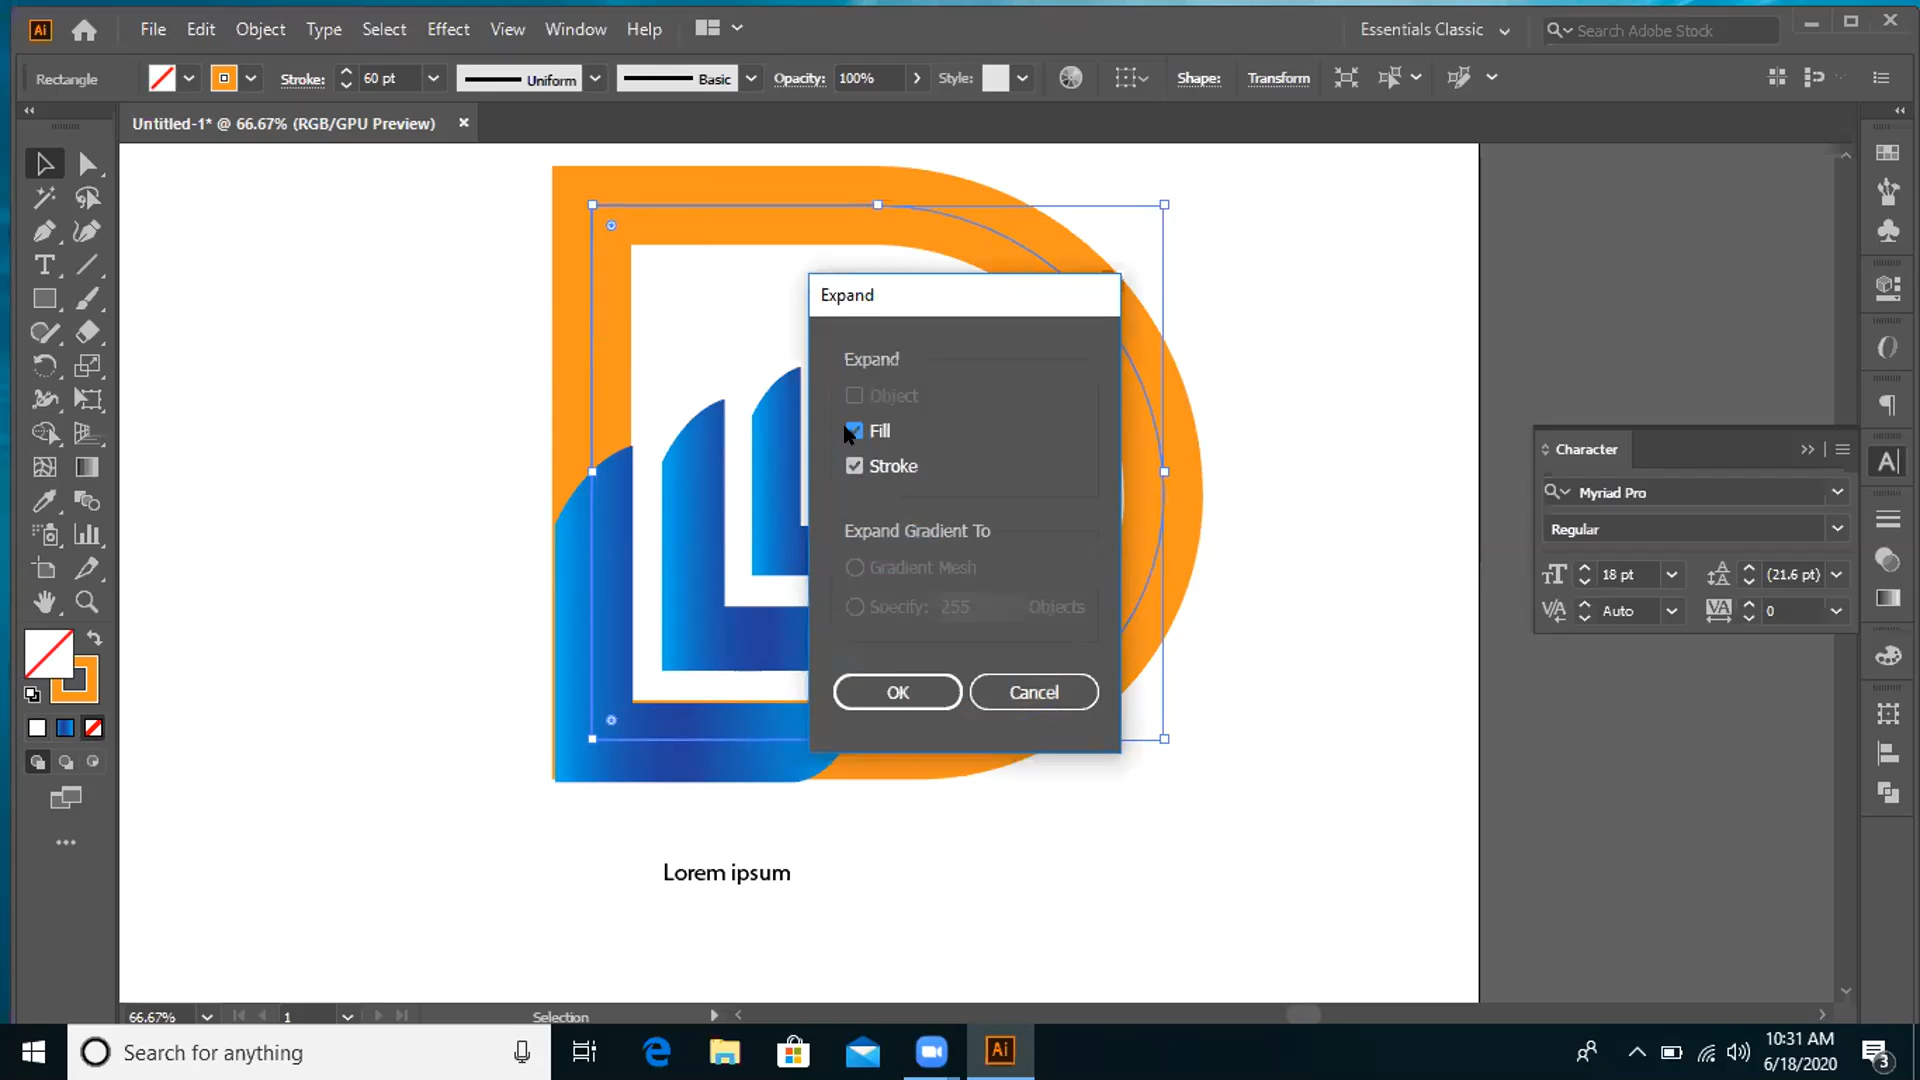 Ai File Edit Object Type Select Effect View Window Help Essentials Classic Search Adobe Stock
Rectangle Stroke: 60 pt Uniform Basic Opacity: 100% Style: Shape: Transform
Untitled-1* @ 66.67% (RGB/GPU Preview)
Expand
Expand
Object
Fill
Stroke
Expand Gradient To
Gradient Mesh
Specify: 255 Objects
OK Cancel
Character
Myriad Pro
Regular
18 pt (21.6 pt)
Auto 0
Lorem ipsum
66.67% 1 Selection
Search for anything
Ai
10:31 AM
6/18/2020
3